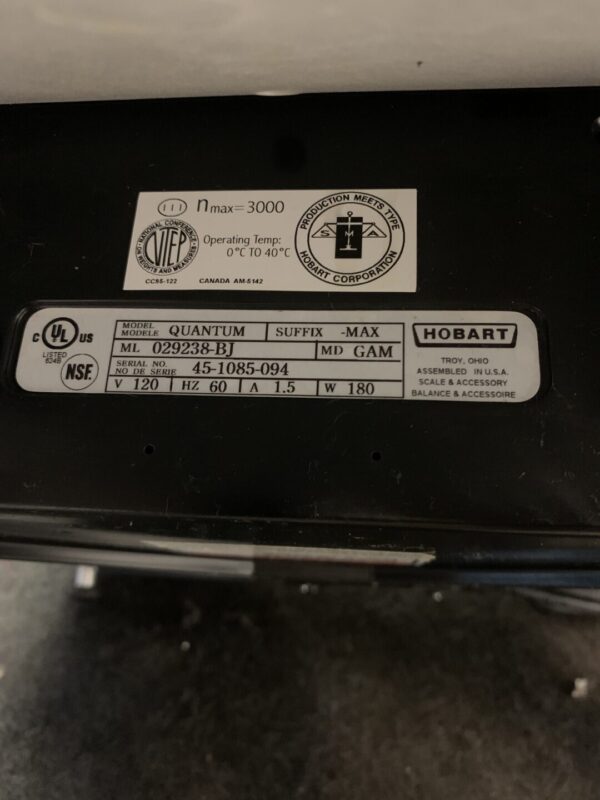 III nmax=3000
NATIONAL CONFERENCE ON WEIGHTS AND MEASURES
NTEP
Operating Temp:
0°C TO 40°C
CC95-122 CANADA AM-5142
PRODUCTION MEETS TYPE
S M A
HOBART CORPORATION
C UL US
LISTED
624B
NSF.
MODEL
MODELE QUANTUM SUFFIX -MAX
ML 029238-BJ MD GAM
SERIAL NO.
NO DE SERIE 45-1085-094
V 120 HZ 60 A 1.5 W 180
HOBART
TROY, OHIO
ASSEMBLED IN U.S.A.
SCALE & ACCESSORY
BALANCE & ACCESSOIRE